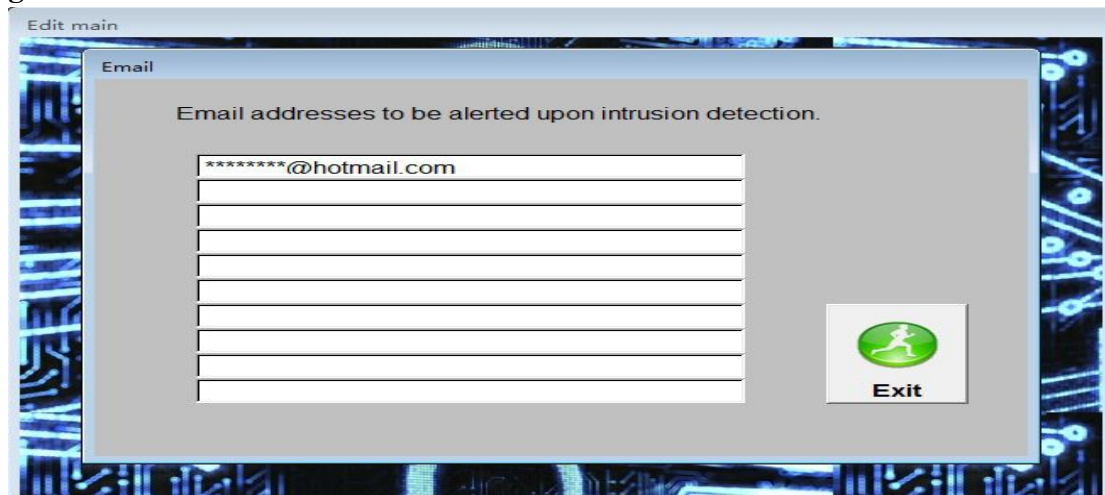 Edit main
Email
Email addresses to be alerted upon intrusion detection.
********@hotmail.com
Exit